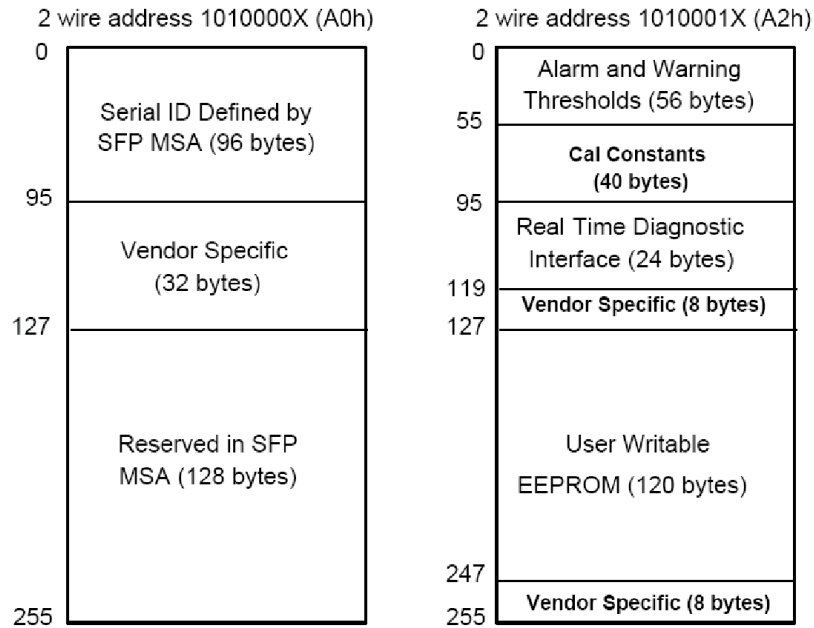 2 wire address 1010000X (A0h)
0
Serial ID Defined by
SFP MSA (96 bytes)
95
Vendor Specific
(32 bytes)
127
Reserved in SFP
MSA (128 bytes)
255
2 wire address 1010001X (A2h)
0
Alarm and Warning
Thresholds (56 bytes)
55
Cal Constants
(40 bytes)
95
Real Time Diagnostic
Interface (24 bytes)
119
Vendor Specific (8 bytes)
127
User Writable
EEPROM (120 bytes)
247
Vendor Specific (8 bytes)
255